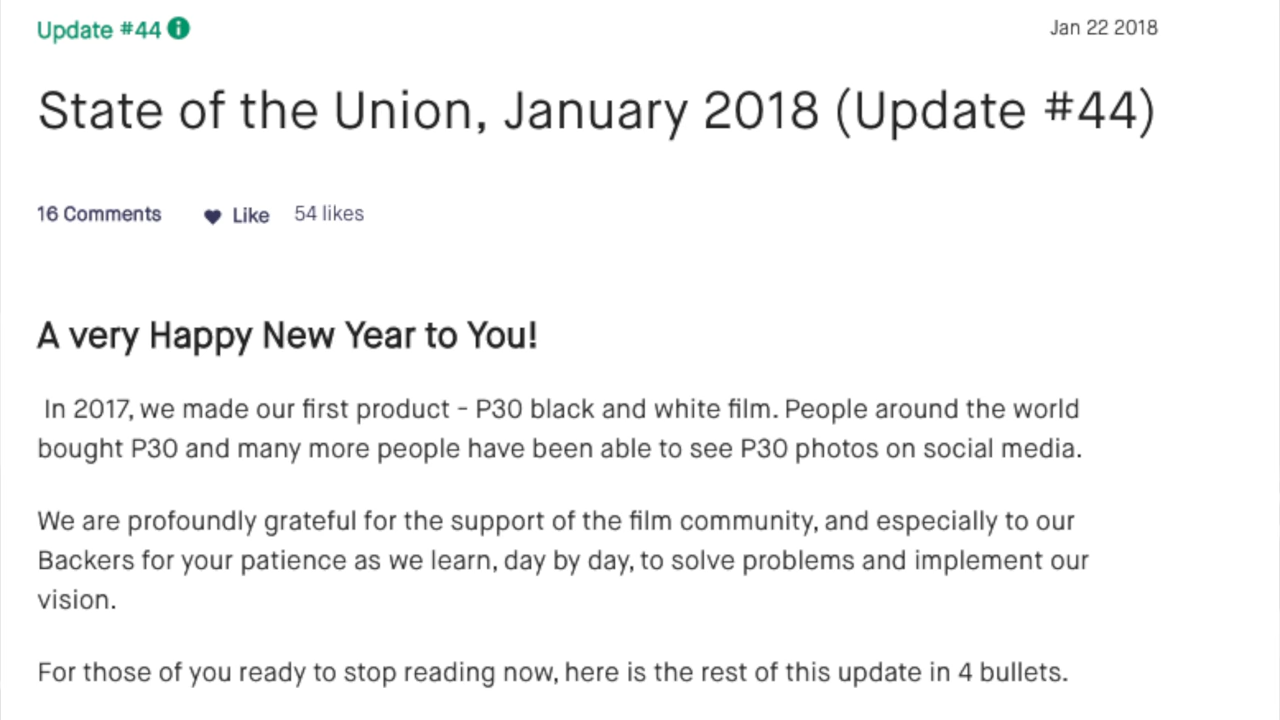 Update #44
Jan 22 2018
State of the Union, January 2018 (Update #44)
16 Comments Like 54 likes
A very Happy New Year to You!
In 2017, we made our first product - P30 black and white film. People around the world
bought P30 and many more people have been able to see P30 photos on social media.
We are profoundly grateful for the support of the film community, and especially to our
Backers for your patience as we learn, day by day, to solve problems and implement our
vision.
For those of you ready to stop reading now, here is the rest of this update in 4 bullets.